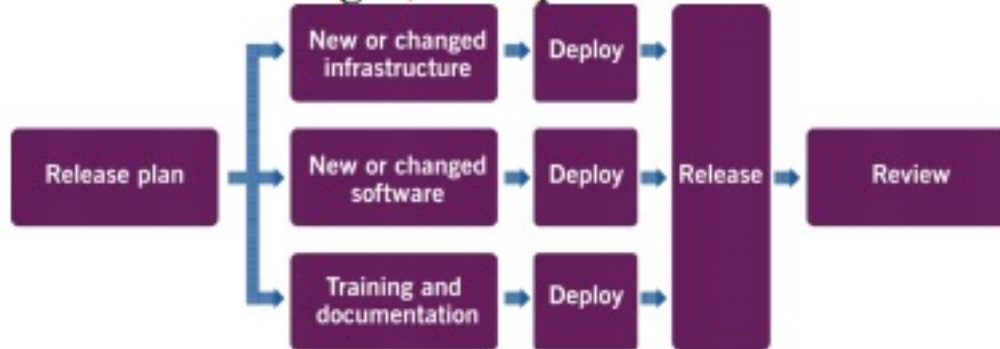 New or changed
infrastructure
Deploy
Release plan
New or changed
software
Deploy
Release
Review
Training and
documentation
Deploy